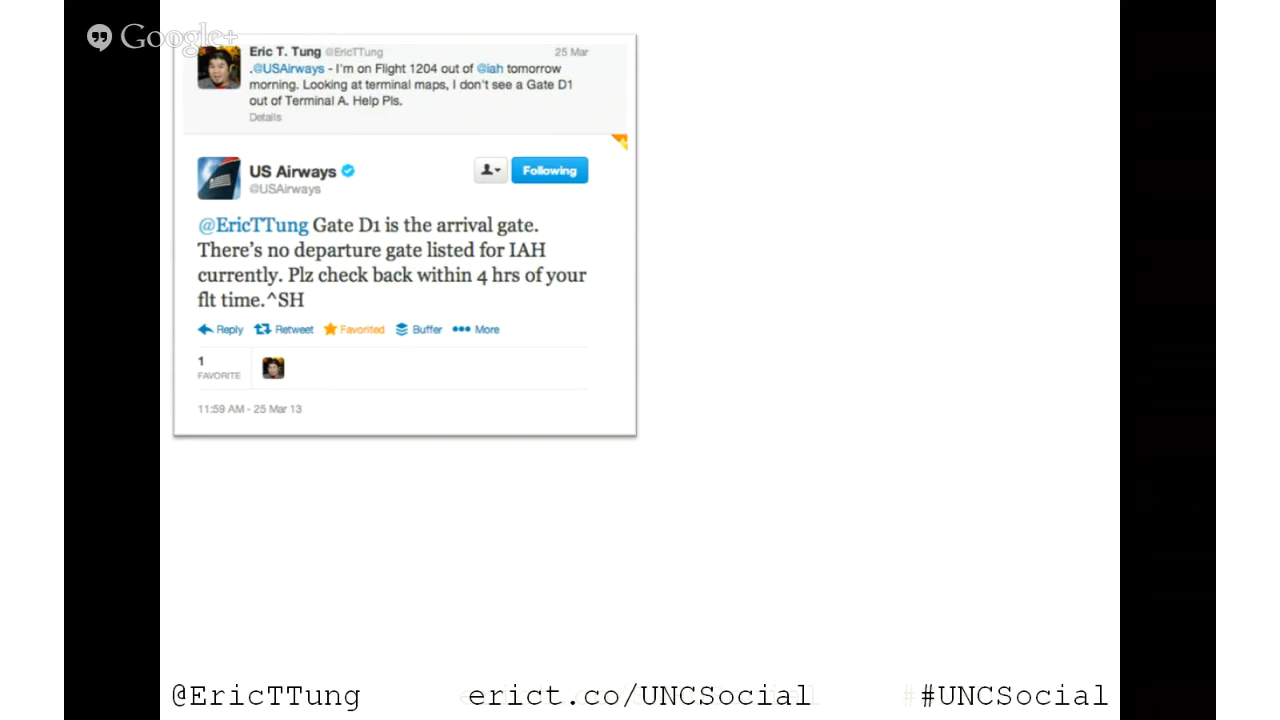 Google+
Eric T. Tung @EricTTung 25 Mar
.@USAirways - I'm on Flight 1204 out of @iah tomorrow
morning. Looking at terminal maps, I don't see a Gate D1
out of Terminal A. Help Pls.
Details
US Airways
@USAirways
Following
@EricTTung Gate D1 is the arrival gate.
There's no departure gate listed for IAH
currently. Plz check back within 4 hrs of your
flt time.^SH
Reply Retweet Favorited Buffer More
1
FAVORITE
11:59 AM - 25 Mar 13
@EricTTung erict.co/UNCSocial #UNCSocial